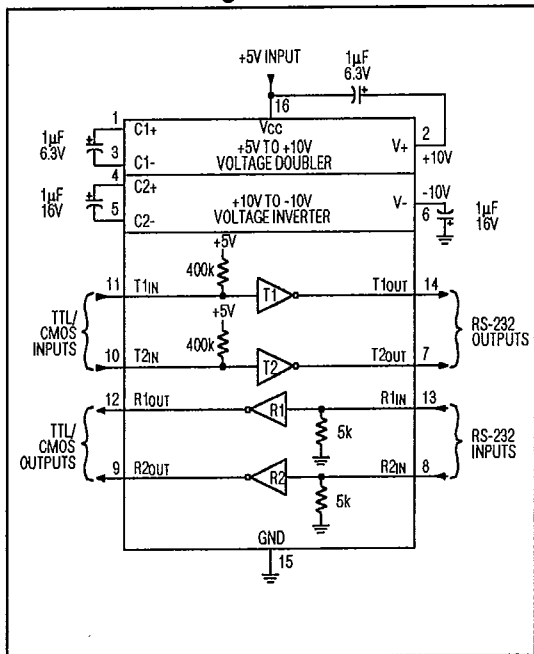 +5V INPUT
1µF
6.3V
16
1
C1+
VCC
V+
2
1µF
6.3V
3
C1-
+5V TO +10V
VOLTAGE DOUBLER
+10V
4
C2+
1µF
16V
5
C2-
+10V TO -10V
VOLTAGE INVERTER
V-
-10V
6
1µF
16V
+5V
400k
11
T1IN
T1
T1OUT
14
TTL/
CMOS
INPUTS
+5V
400k
RS-232
OUTPUTS
10
T2IN
T2
T2OUT
7
12
R1OUT
R1
R1IN
13
TTL/
CMOS
OUTPUTS
5k
RS-232
INPUTS
9
R2OUT
R2
R2IN
8
5k
GND
15